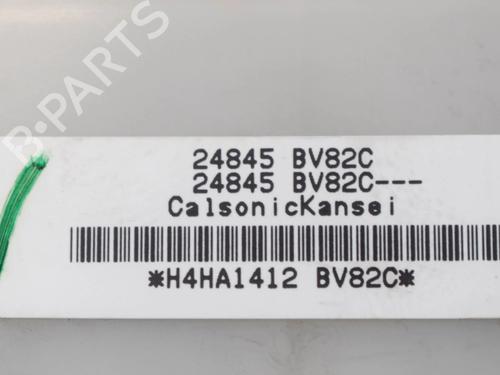 B-PARTS
24845 BV82C
24845 BV82C---
CalsonicKansei
*H4HA1412 BV82C*